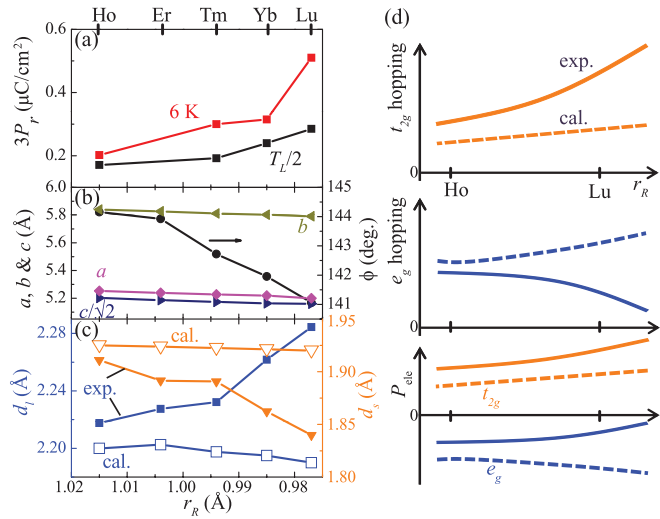 Ho Er Tm Yb Lu
(a)
0.6
0.4
0.2
6.0
3P_r (μC/cm²)
6 K
T_L/2
(b)
5.8
5.6
5.4
5.2
a, b & c (Å)
145
144
143
142
141
ϕ (deg.)
b
a
c/√2
(c)
cal.
exp.
cal.
2.28
2.24
2.20
d_l (Å)
1.95
1.90
1.85
1.80
d_s (Å)
1.02 1.01 1.00 0.99 0.98
r_R (Å)
(d)
t_2g hopping
exp.
cal.
Ho Lu r_R
e_g hopping
P_ele
t_2g
0
e_g